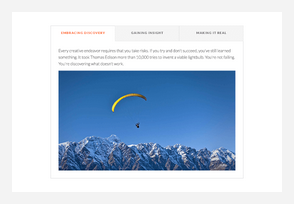 EMBRACING DISCOVERY
GAINING INSIGHT
MAKING IT REAL
Every creative endeavor requires that you take risks. If you try and don't succeed, you've still learned
something. It took Thomas Edison more than 10,000 tries to invent a viable lightbulb. You're not failing.
You're discovering what doesn't work.